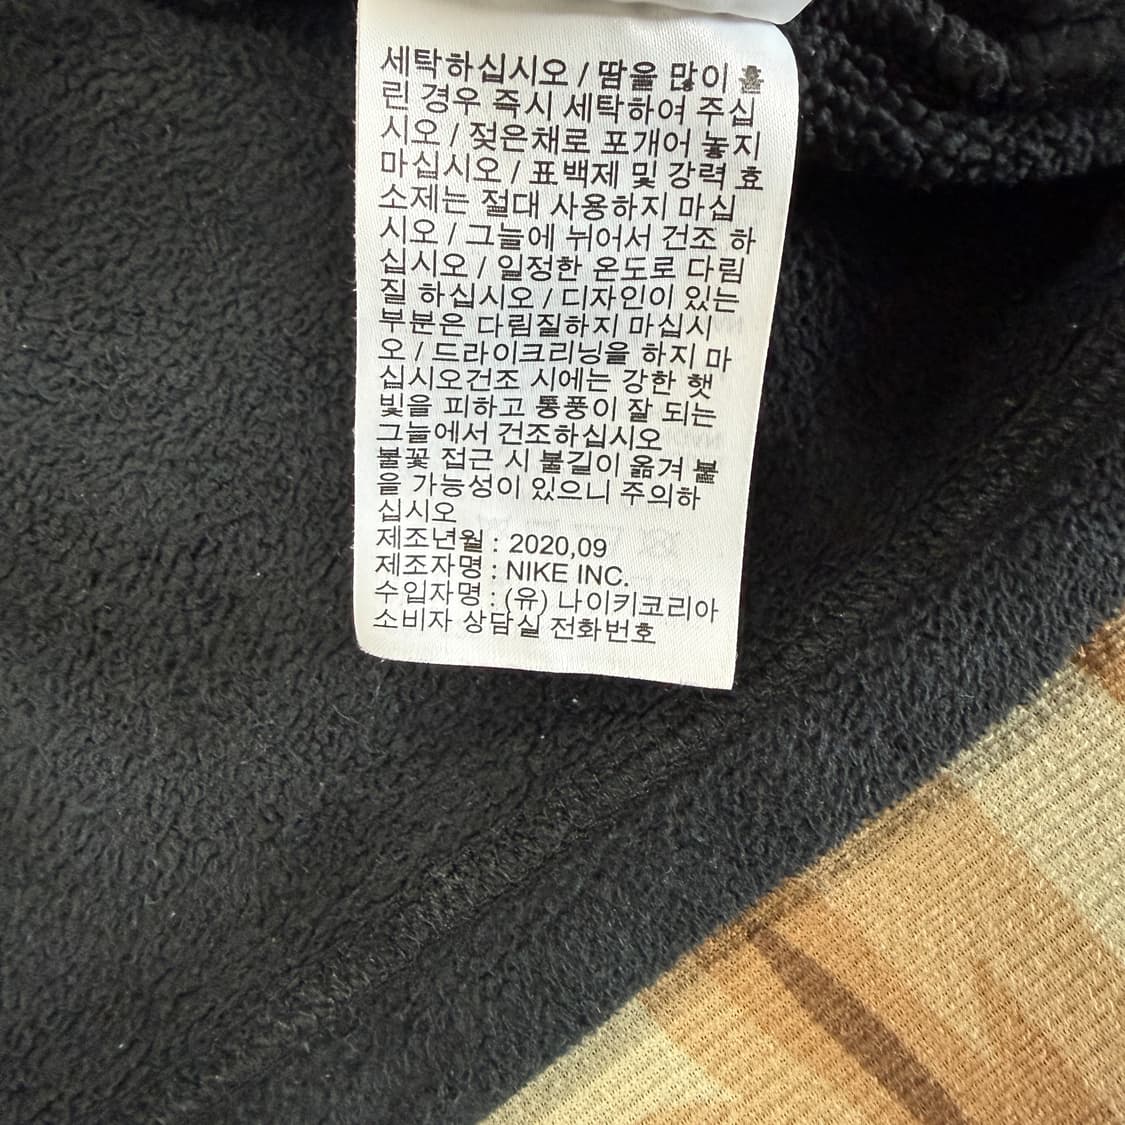 세탁하십시오 / 땀을 많이 흘
린 경우 즉시 세탁하여 주십
시오 / 젖은채로 포개어 놓지
마십시오 / 표백제 및 강력 효
소제는 절대 사용하지 마십
시오 / 그늘에 뉘어서 건조 하
십시오 / 일정한 온도로 다림
질 하십시오 / 디자인이 있는
부분은 다림질하지 마십시
오 / 드라이크리닝을 하지 마
십시오건조 시에는 강한 햇
빛을 피하고 통풍이 잘 되는
그늘에서 건조하십시오
불꽃 접근 시 불길이 옮겨 붙
을 가능성이 있으니 주의하
십시오
제조년월 : 2020,09
제조자명 : NIKE INC.
수입자명 : (유) 나이키코리아
소비자 상담실 전화번호